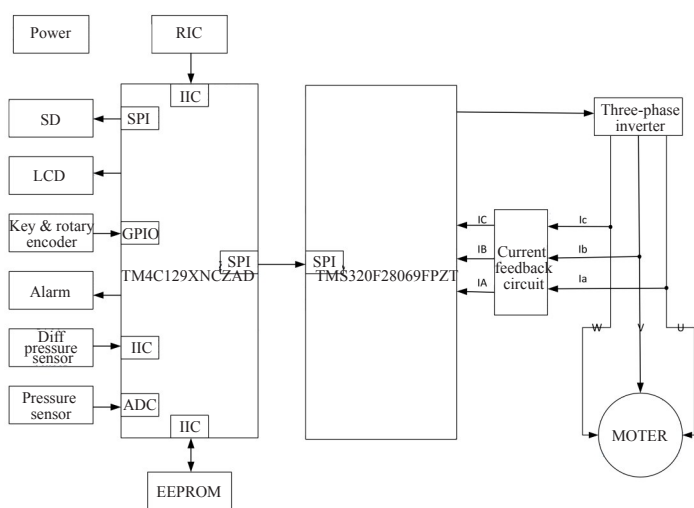 Power
RIC
IIC
SD
SPI
LCD
Key & rotary
encoder
GPIO
TM4C129XNCZAD
SPI
SPI
TMS320F28069FPZT
Alarm
Diff
pressure
sensor
IIC
Pressure
sensor
ADC
IIC
EEPROM
Three-phase
inverter
IC
Ic
IB
Ib
IA
Ia
Current
feedback
circuit
W
V
U
MOTER